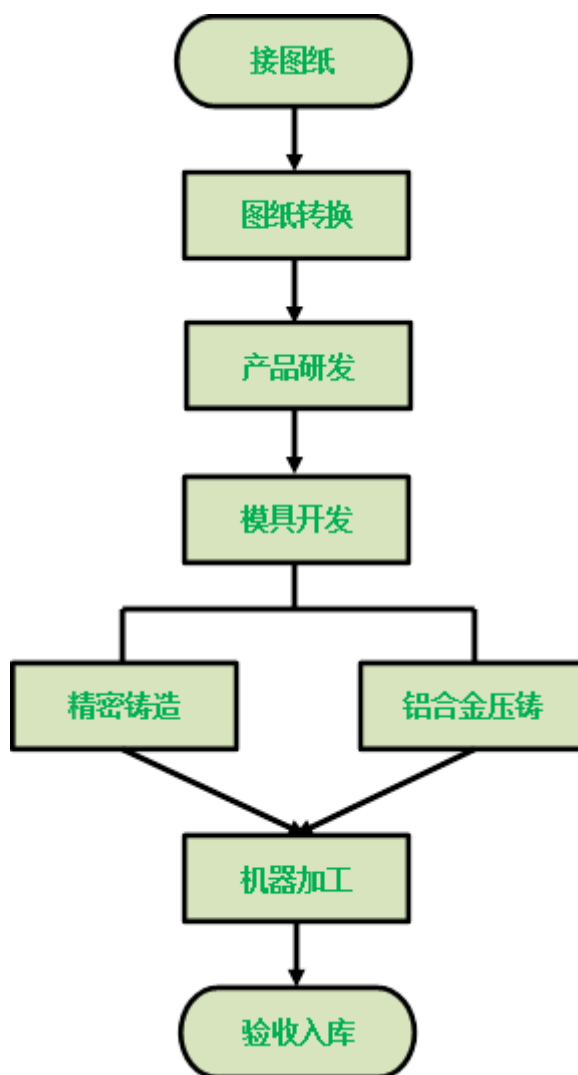 接图纸
图纸转换
产品研发
模具开发
精密铸造
铝合金压铸
机器加工
验收入库